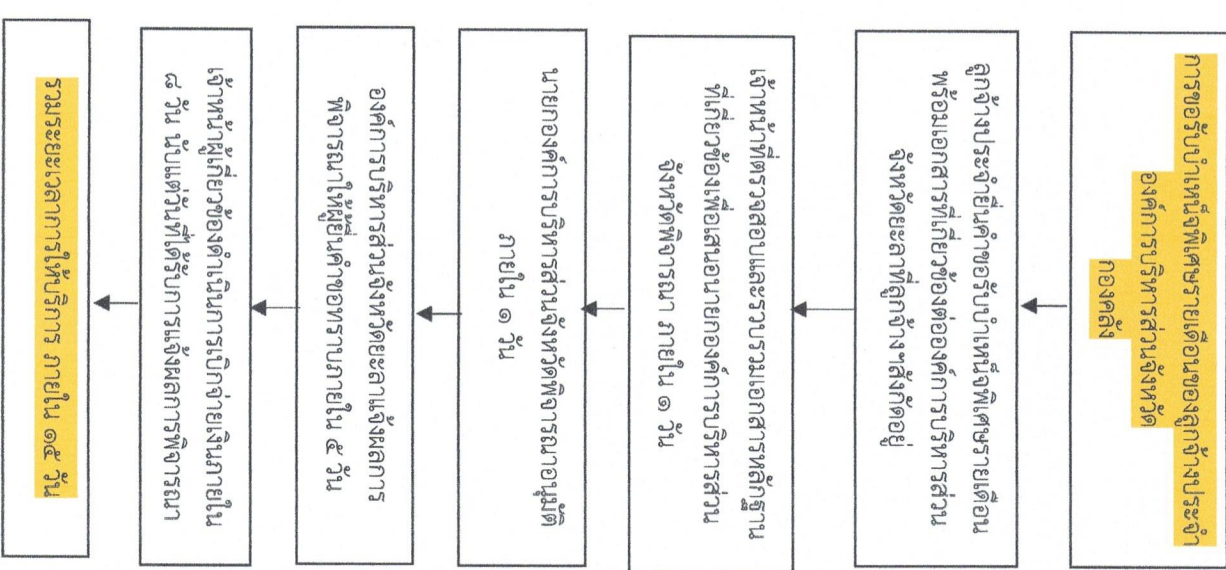 การขอรับบำเหน็จพิเศษรายเดือนของลูกจ้างประจำ
องค์การบริหารส่วนจังหวัด
กองคลัง
ลูกจ้างประจำยื่นคำขอรับบำเหน็จพิเศษรายเดือน
พร้อมเอกสารที่เกี่ยวข้องต่อองค์การบริหารส่วน
จังหวัดยะลาที่ลูกจ้างฯสังกัดอยู่
เจ้าหน้าที่ตรวจสอบและรวบรวมเอกสารหลักฐาน
ที่เกี่ยวข้องเพื่อเสนอนายกองค์การบริหารส่วน
จังหวัดพิจารณา ภายใน ๑ วัน
นายกองค์การบริหารส่วนจังหวัดพิจารณาอนุมัติ
ภายใน ๑ วัน
องค์การบริหารส่วนจังหวัดยะลาแจ้งผลการ
พิจารณาให้ผู้ยื่นคำขอทราบภายใน ๕ วัน
เจ้าหน้าผู้เกี่ยวข้องดำเนินการเบิกจ่ายเงินภายใน
๘ วัน นับแต่วันที่ได้รับการแจ้งผลการพิจารณา
รวมระยะเวลาการให้บริการ ภายใน ๑๕ วัน